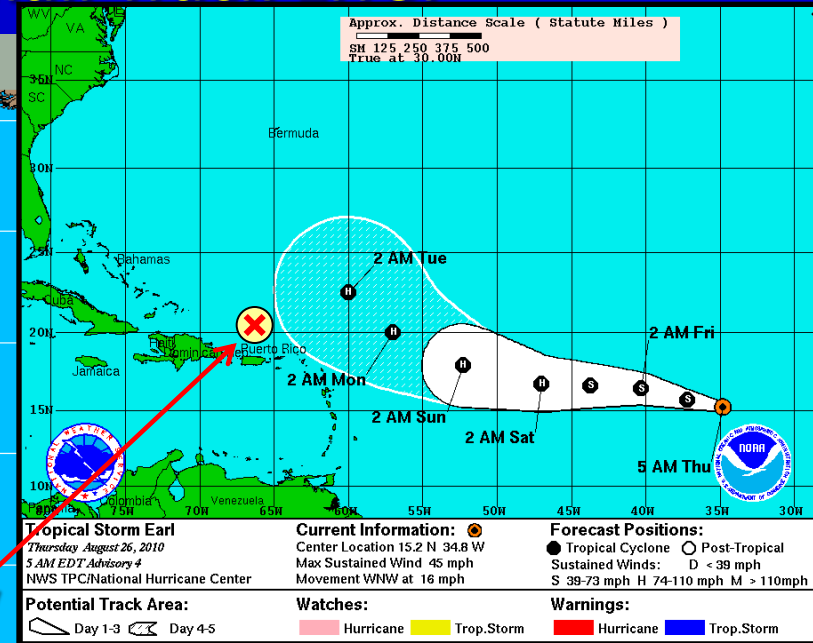 Approx. Distance Scale ( Statute Miles )
SM 125 250 375 500
True at 30.00N
WV
VA
NC
35N
SC
Bermuda
30N
25N
Bahamas
2 AM Tue
H
Cuba
20N
Haiti
Puerto Rico
H
2 AM Fri
Jamaica
2 AM Mon
H
H
S
S
S
2 AM Sun
15N
2 AM Sat
NOAA
5 AM Thu
10N
Colombia
Venezuela
75W
70W
65W
60W
55W
50W
45W
40W
35W
30W
Tropical Storm Earl
Thursday August 26, 2010
5 AM EDT Advisory 4
NWS TPC/National Hurricane Center
Current Information:
Center Location 15.2 N 34.8 W
Max Sustained Wind 45 mph
Movement WNW at 16 mph
Forecast Positions:
Tropical Cyclone Post-Tropical
Sustained Winds: D < 39 mph
S 39-73 mph H 74-110 mph M > 110mph
Potential Track Area:
Day 1-3 Day 4-5
Watches:
Hurricane Trop.Storm
Warnings:
Hurricane Trop.Storm